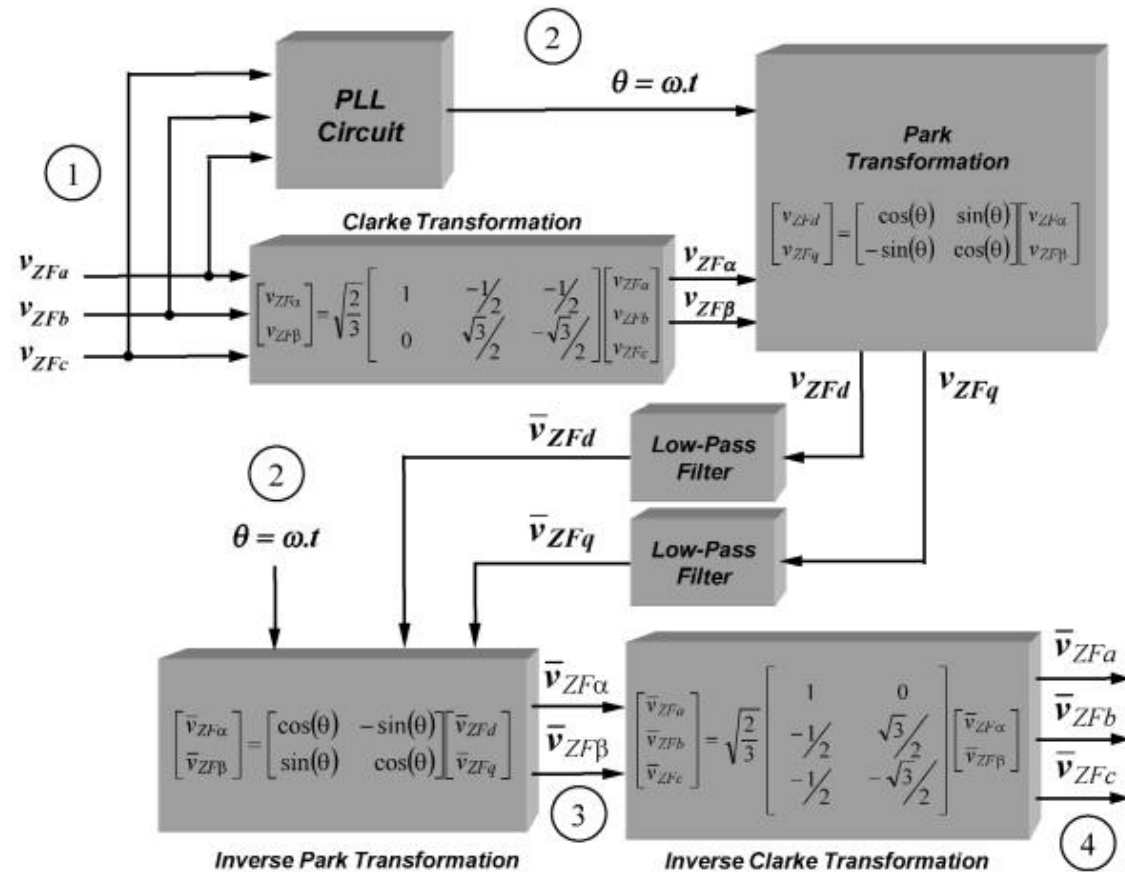 2
θ = ω.t
PLL
Circuit
1
Park
Transformation
[v_ZFd; v_ZFq] = [cos(θ) sin(θ); −sin(θ) cos(θ)] [v_ZFα; v_ZFβ]
Clarke Transformation
v_ZFa
v_ZFb
v_ZFc
[v_ZFα; v_ZFβ] = √(2/3) [1 −1/2 −1/2; 0 √3/2 −√3/2] [v_ZFa; v_ZFb; v_ZFc]
v_ZFα
v_ZFβ
v_ZFd
v_ZFq
v̅_ZFd
Low-Pass
Filter
2
θ = ω.t
v̅_ZFq
Low-Pass
Filter
[v̅_ZFα; v̅_ZFβ] = [cos(θ) −sin(θ); sin(θ) cos(θ)] [v̅_ZFd; v̅_ZFq]
v̅_ZFα
v̅_ZFβ
3
[v̅_ZFa; v̅_ZFb; v̅_ZFc] = √(2/3) [1 0; −1/2 √3/2; −1/2 −√3/2] [v̅_ZFα; v̅_ZFβ]
v̅_ZFa
v̅_ZFb
v̅_ZFc
4
Inverse Park Transformation
Inverse Clarke Transformation